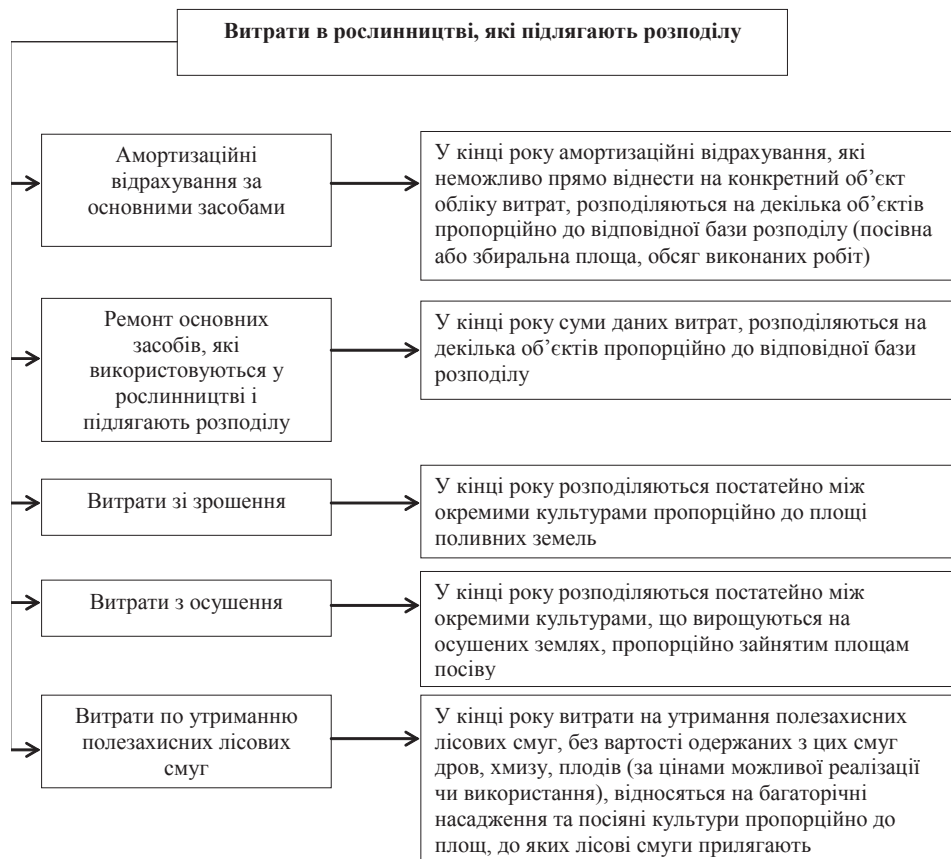 Витрати в рослинництві, які підлягають розподілу
Амортизаційні
відрахування за
основними засобами
У кінці року амортизаційні відрахування, які
неможливо прямо віднести на конкретний об’єкт
обліку витрат, розподіляються на декілька об’єктів
пропорційно до відповідної бази розподілу (посівна
або збиральна площа, обсяг виконаних робіт)
Ремонт основних
засобів, які
використовуються у
рослинництві і
підлягають розподілу
У кінці року суми даних витрат, розподіляються на
декілька об’єктів пропорційно до відповідної бази
розподілу
Витрати зі зрошення
У кінці року розподіляються постатейно між
окремими культурами пропорційно до площі
поливних земель
Витрати з осушення
У кінці року розподіляються постатейно між
окремими культурами, що вирощуються на
осушених землях, пропорційно зайнятим площам
посіву
Витрати по утриманню
полезахисних лісових
смуг
У кінці року витрати на утримання полезахисних
лісових смуг, без вартості одержаних з цих смуг
дров, хмизу, плодів (за цінами можливої реалізації
чи використання), відносяться на багаторічні
насадження та посіяні культури пропорційно до
площ, до яких лісові смуги прилягають